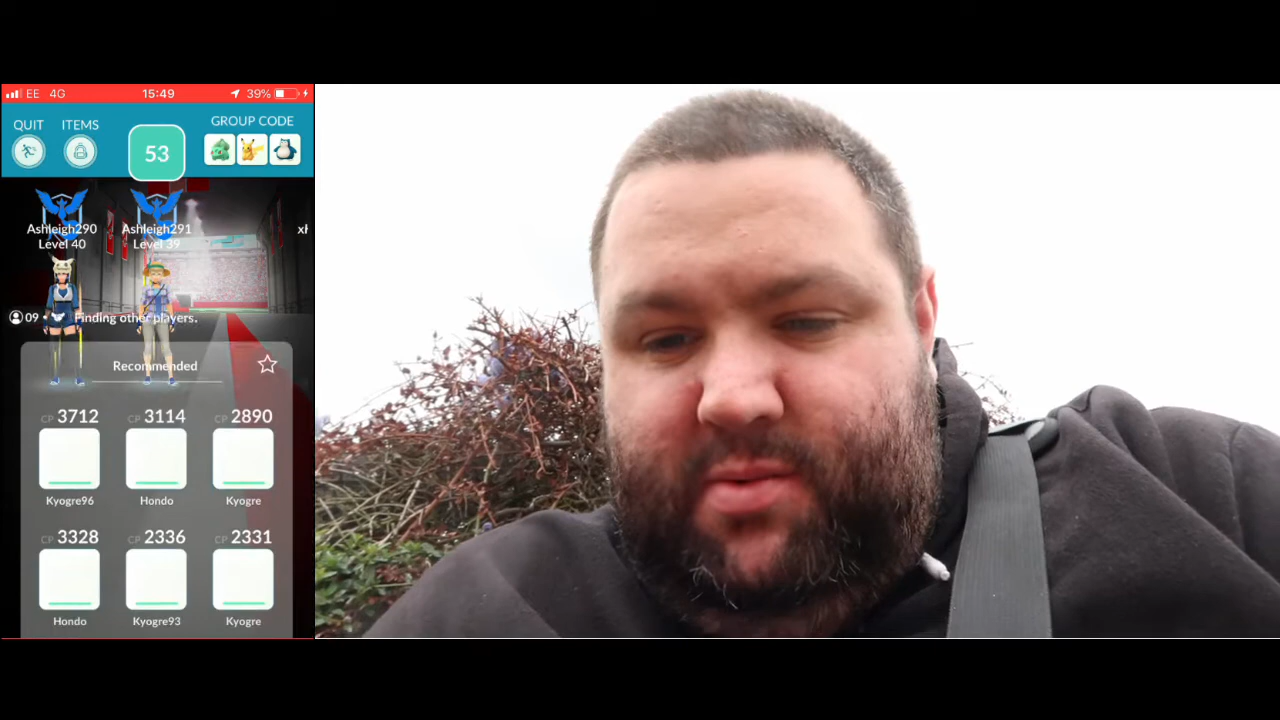 EE 4G 15:49 39%
QUIT ITEMS GROUP CODE
53
Ashleigh290 Ashleigh291 xl
Level 40 Level 39
09 • Finding other players.
Recommended
CP 3712 CP 3114 CP 2890
Kyogre96 Hondo Kyogre
CP 3328 CP 2336 CP 2331
Hondo Kyogre93 Kyogre